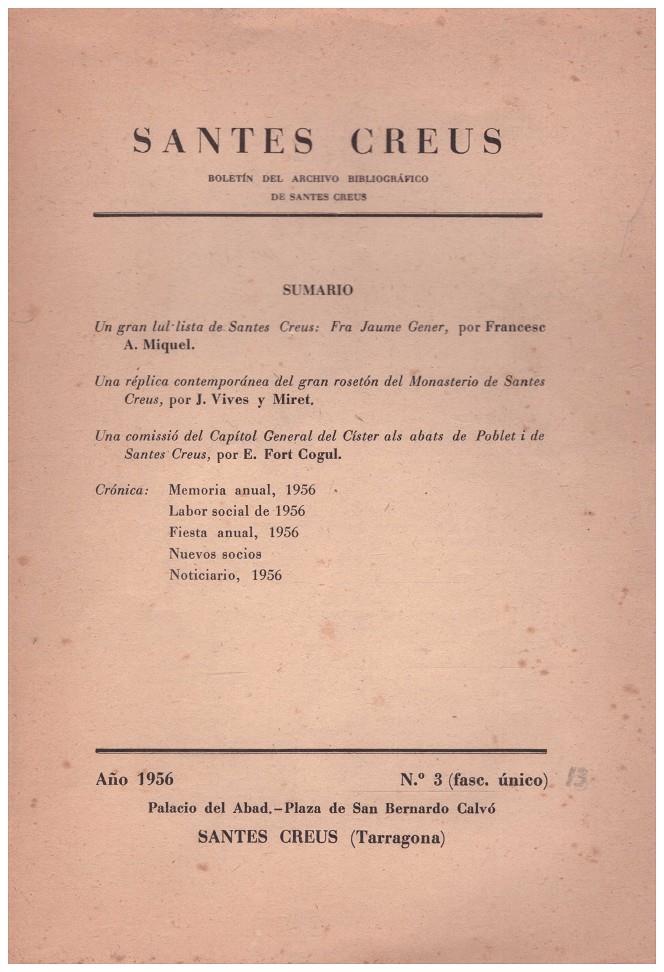 SANTES CREUS
BOLETÍN DEL ARCHIVO BIBLIOGRÁFICO
DE SANTES CREUS
SUMARIO
Un gran lul·lista de Santes Creus: Fra Jaume Gener, por Francesc
A. Miquel.
Una réplica contemporánea del gran rosetón del Monasterio de Santes
Creus, por J. Vives y Miret.
Una comissió del Capítol General del Císter als abats de Poblet i de
Santes Creus, por E. Fort Cogul.
Crónica: Memoria anual, 1956
Labor social de 1956
Fiesta anual, 1956
Nuevos socios
Noticiario, 1956
Año 1956 N.º 3 (fasc. único) 13
Palacio del Abad.-Plaza de San Bernardo Calvó
SANTES CREUS (Tarragona)